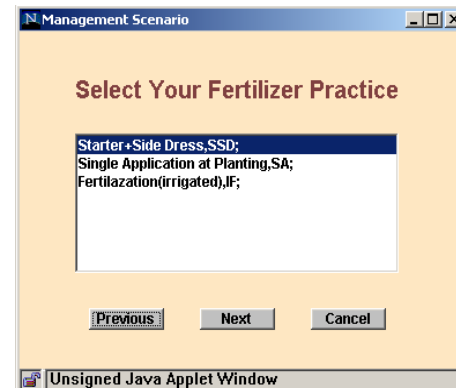 Management Scenario
Select Your Fertilizer Practice
Starter+Side Dress,SSD;
Single Application at Planting,SA;
Fertilazation(irrigated),IF;
Previous Next Cancel
Unsigned Java Applet Window